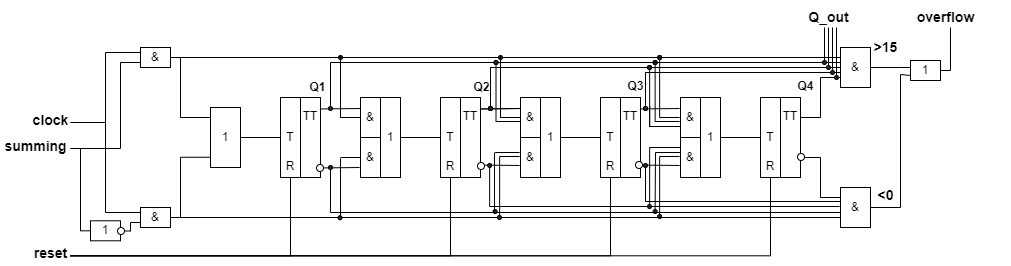 Q_out overflow
& >15
& 1
Q1 Q2 Q3 Q4
TT & TT & TT & TT
clock
1 T 1 T 1 T 1 T
summing
R & R & R & R
<0
& &
1
reset